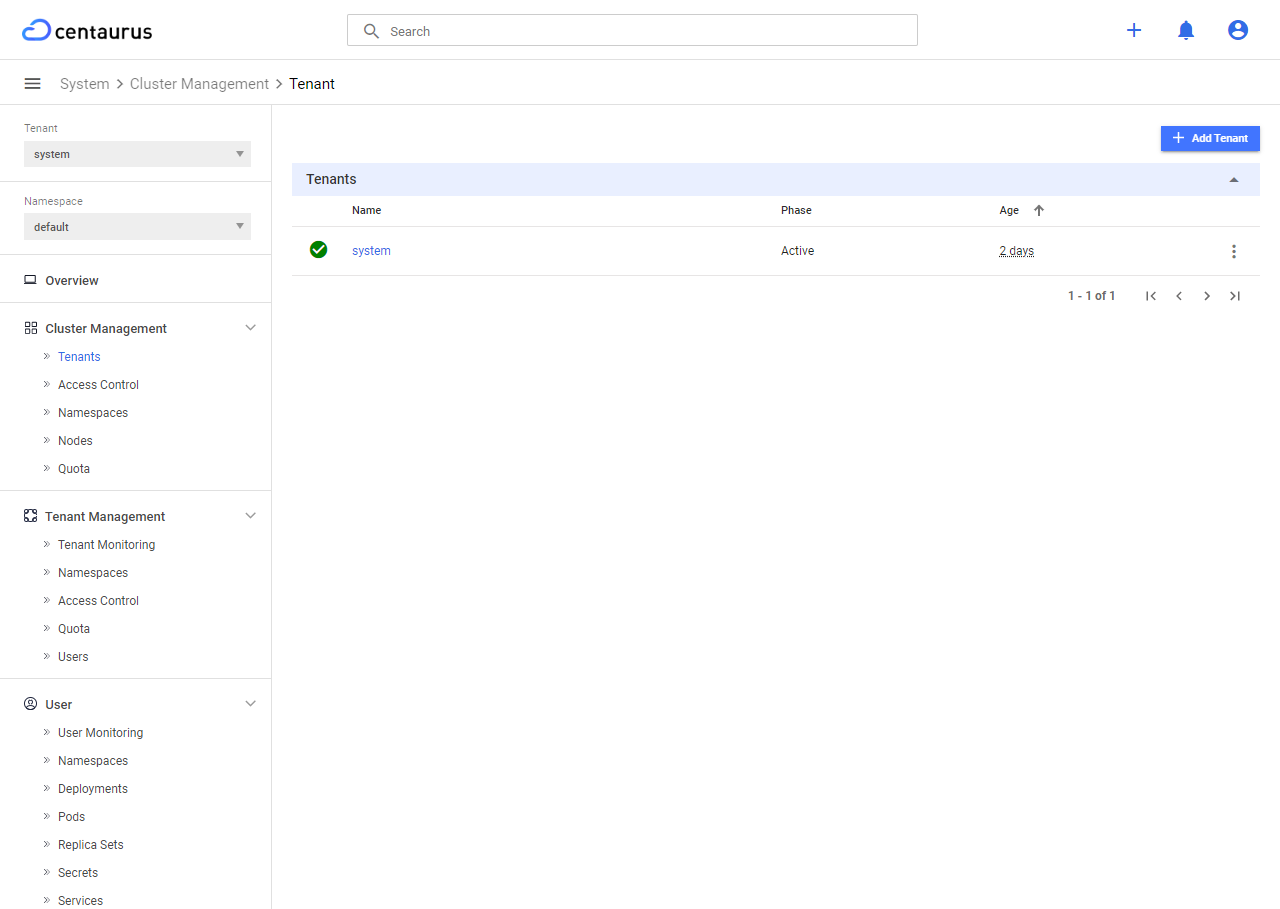 centaurus
Search
System > Cluster Management > Tenant
Tenant
system
Namespace
default
Overview
Cluster Management
Tenants
Access Control
Namespaces
Nodes
Quota
Tenant Management
Tenant Monitoring
Namespaces
Access Control
Quota
Users
User
User Monitoring
Namespaces
Deployments
Pods
Replica Sets
Secrets
Services
Add Tenant
Tenants
Name Phase Age
system Active 2 days
1 - 1 of 1